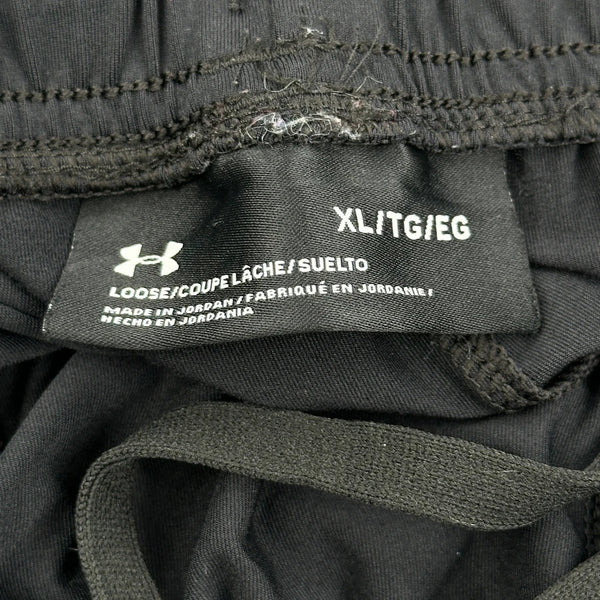 XL/TG/EG
LOOSE/COUPE LÂCHE/SUELTO
MADE IN JORDAN/FABRIQUÉ EN JORDANIE/
HECHO EN JORDANIA